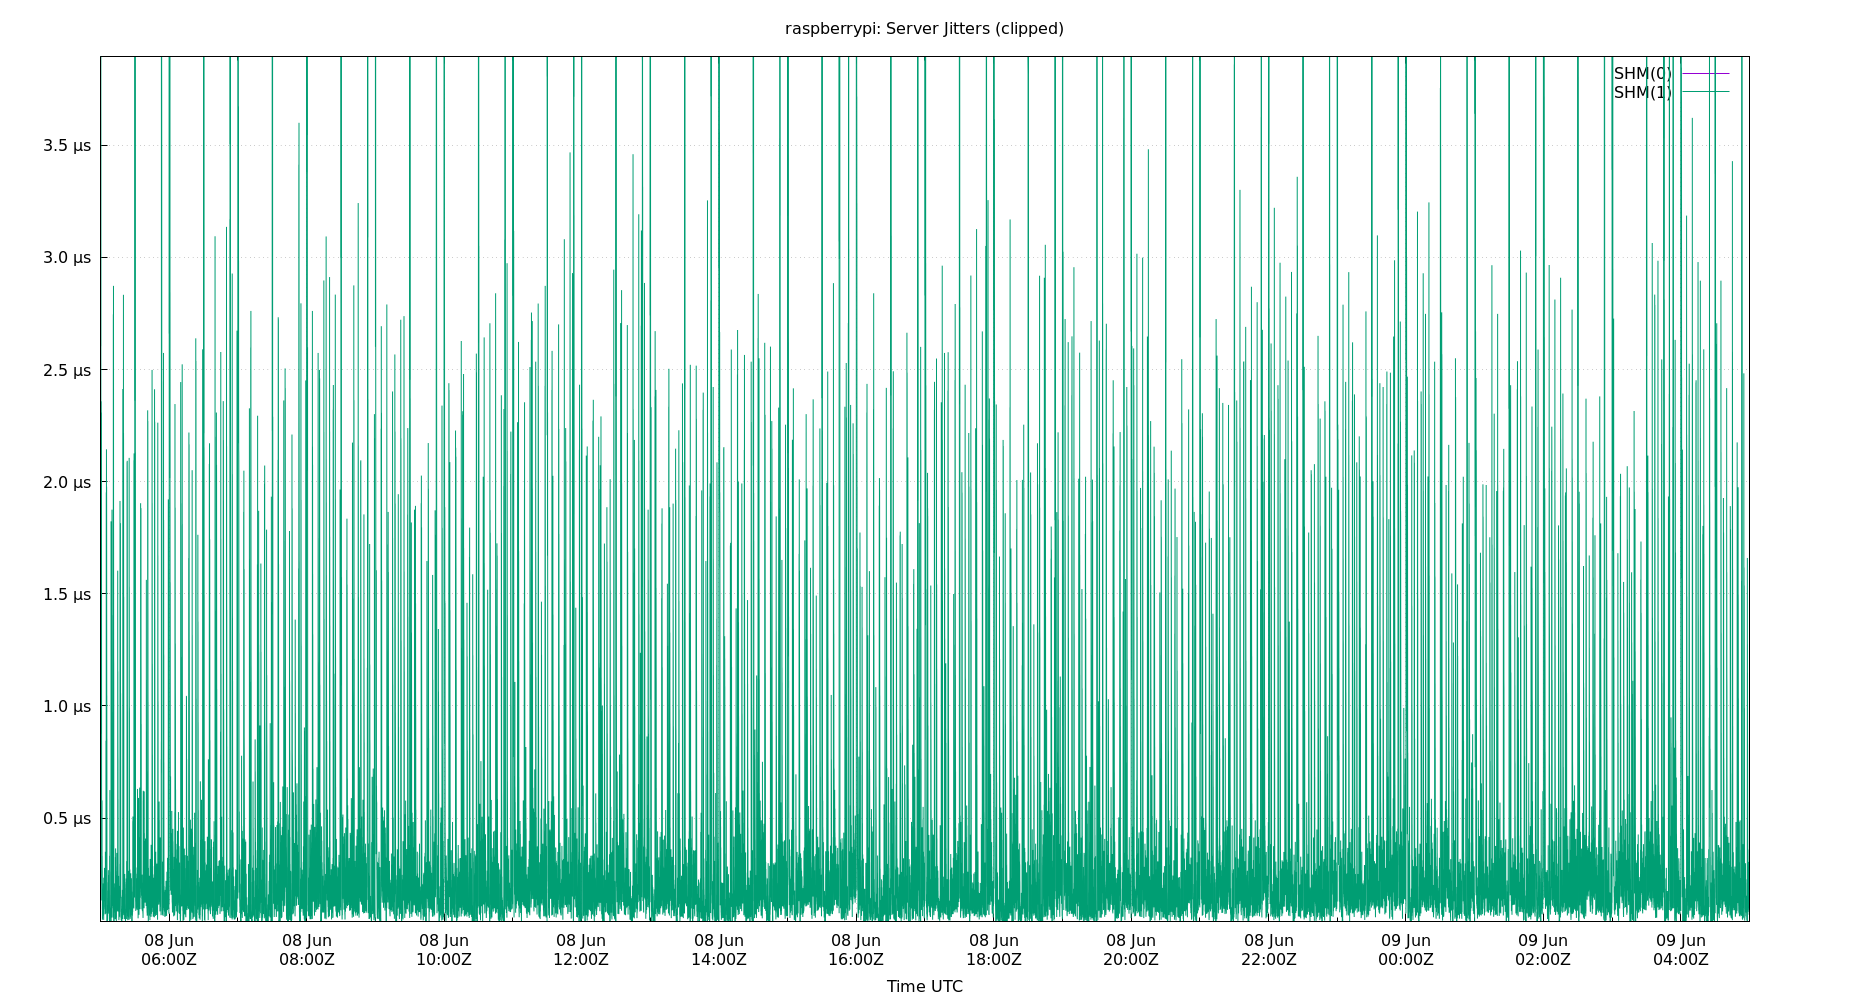 raspberrypi: Server Jitters (clipped)
SHM(0)
SHM(1)
3.5 µs
3.0 µs
2.5 µs
2.0 µs
1.5 µs
1.0 µs
0.5 µs
08 Jun 08 Jun 08 Jun 08 Jun 08 Jun 08 Jun 08 Jun 08 Jun 08 Jun 09 Jun 09 Jun 09 Jun
06:00Z 08:00Z 10:00Z 12:00Z 14:00Z 16:00Z 18:00Z 20:00Z 22:00Z 00:00Z 02:00Z 04:00Z
Time UTC